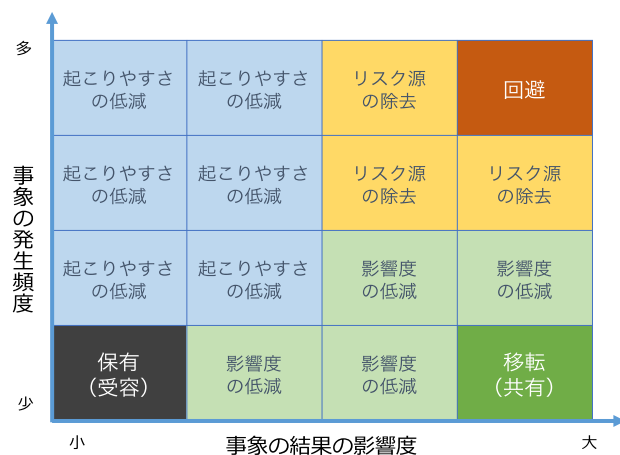 多
起こりやすさ
の低減
起こりやすさ
の低減
リスク源
の除去
回避
起こりやすさ
の低減
起こりやすさ
の低減
リスク源
の除去
リスク源
の除去
事象の発生頻度
起こりやすさ
の低減
起こりやすさ
の低減
影響度
の低減
影響度
の低減
保有
（受容）
影響度
の低減
影響度
の低減
移転
（共有）
少
小
事象の結果の影響度
大